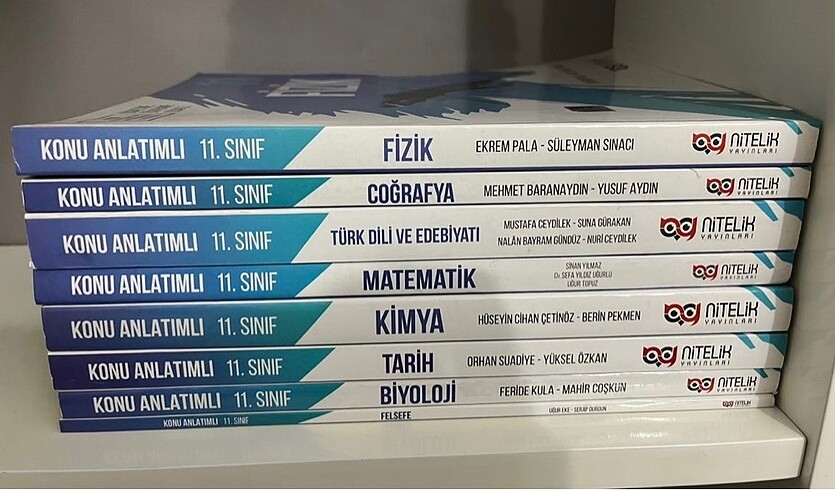 FİZİK
KONU ANLATIMLI 11. SINIF FİZİK EKREM PALA - SÜLEYMAN SINACI NİTELİK YAYINLARI
KONU ANLATIMLI 11. SINIF COĞRAFYA MEHMET BARANAYDIN - YUSUF AYDIN NİTELİK YAYINLARI
KONU ANLATIMLI 11. SINIF TÜRK DİLİ VE EDEBİYATI MUSTAFA CEYDİLEK - SUNA GÜRAKAN
NALÂN BAYRAM GÜNDÜZ - NURİ CEYDİLEK NİTELİK YAYINLARI
KONU ANLATIMLI 11. SINIF MATEMATİK SİNAN YILMAZ
Dr. SEFA YILDIZ UĞURLU
UĞUR TOPUZ NİTELİK YAYINLARI
KONU ANLATIMLI 11. SINIF KİMYA HÜSEYİN CİHAN ÇETİNÖZ - BERİN PEKMEN NİTELİK YAYINLARI
KONU ANLATIMLI 11. SINIF TARİH ORHAN SUADİYE - YÜKSEL ÖZKAN NİTELİK YAYINLARI
KONU ANLATIMLI 11. SINIF BİYOLOJİ FERİDE KULA - MAHİR COŞKUN NİTELİK YAYINLARI
KONU ANLATIMLI 11. SINIF FELSEFE UĞUR EKE - SERAP DURGUN NİTELİK